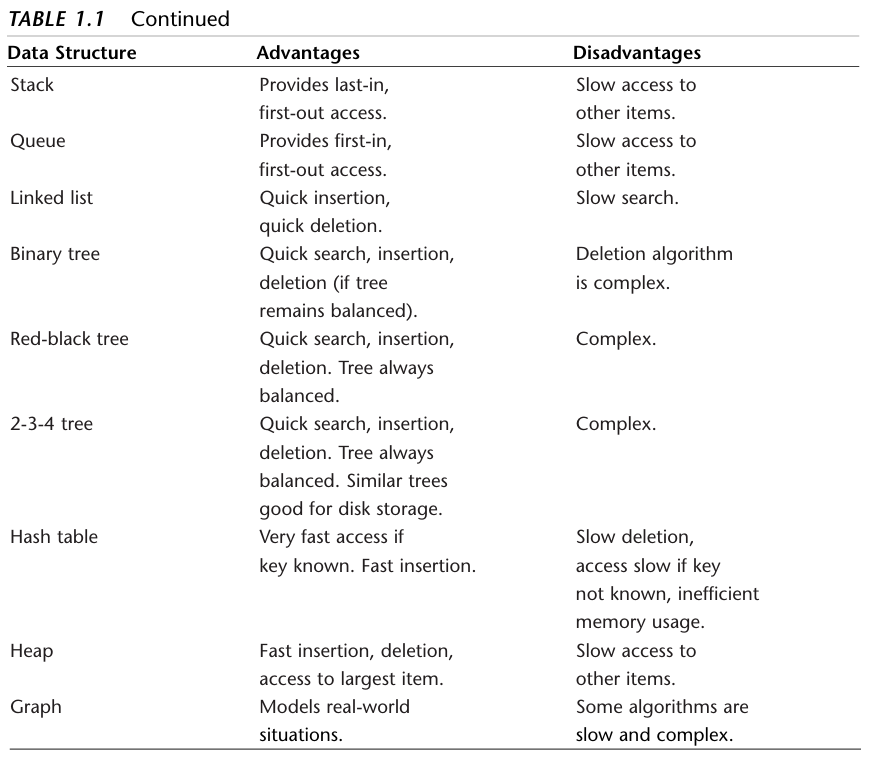 TABLE 1.1 Continued
Data Structure Advantages Disadvantages
Stack Provides last-in, Slow access to
first-out access. other items.
Queue Provides first-in, Slow access to
first-out access. other items.
Linked list Quick insertion, Slow search.
quick deletion.
Binary tree Quick search, insertion, Deletion algorithm
deletion (if tree is complex.
remains balanced).
Red-black tree Quick search, insertion, Complex.
deletion. Tree always
balanced.
2-3-4 tree Quick search, insertion, Complex.
deletion. Tree always
balanced. Similar trees
good for disk storage.
Hash table Very fast access if Slow deletion,
key known. Fast insertion. access slow if key
not known, inefficient
memory usage.
Heap Fast insertion, deletion, Slow access to
access to largest item. other items.
Graph Models real-world Some algorithms are
situations. slow and complex.